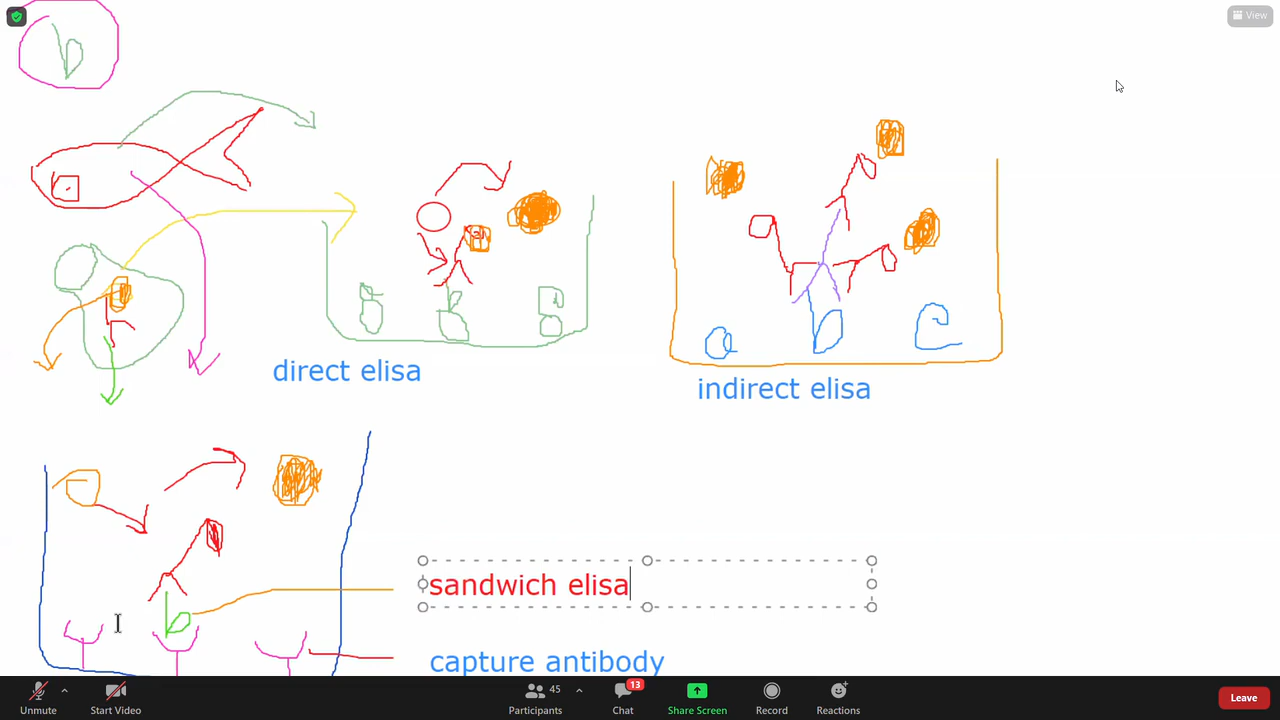 View
b
a
b
direct elisa
a
b
c
indirect elisa
b
sandwich elisa
capture antibody
Unmute
Start Video
45
Participants
13
Chat
Share Screen
Record
Reactions
Leave